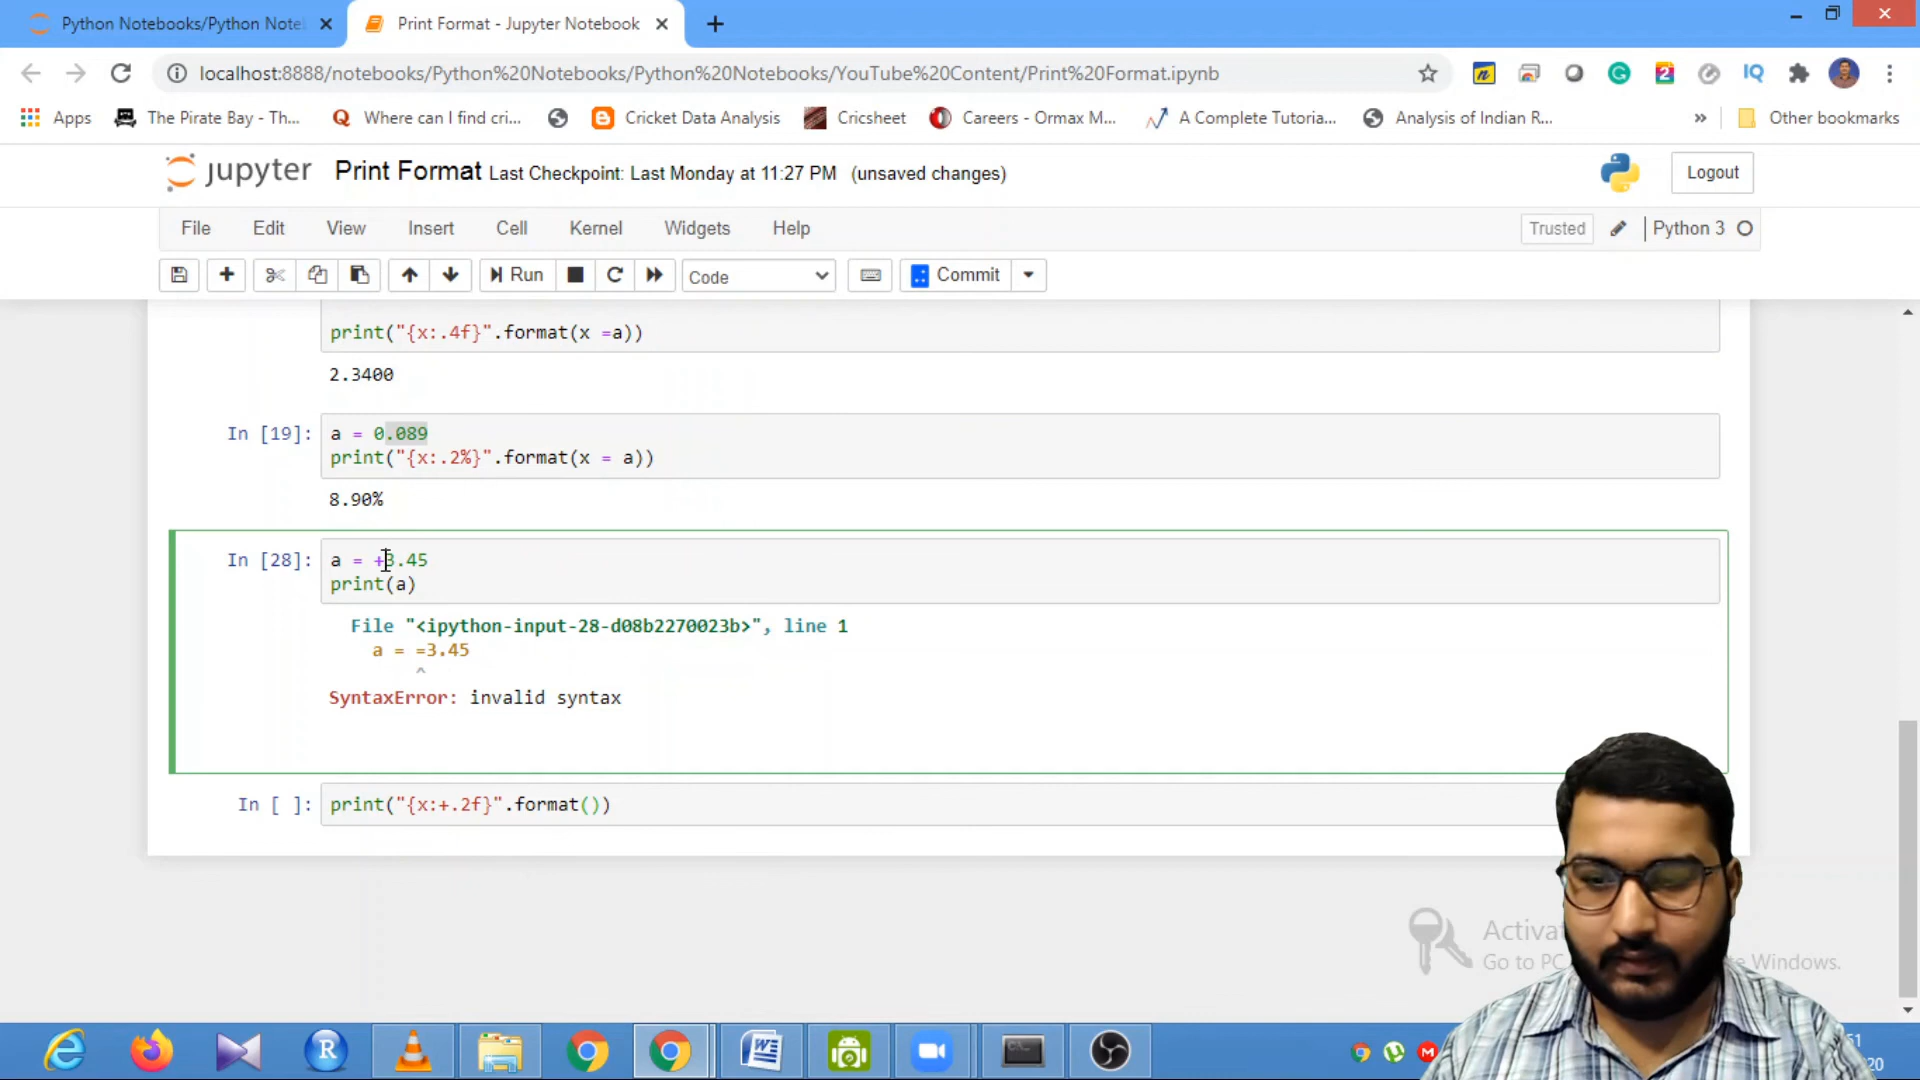 Python Notebooks/Python Note
Print Format - Jupyter Notebook
localhost:8888/notebooks/Python%20Notebooks/Python%20Notebooks/YouTube%20Content/Print%20Format.ipynb
Apps
The Pirate Bay - Th...
Where can I find cri...
Cricket Data Analysis
Cricsheet
Careers - Ormax M...
A Complete Tutoria...
Analysis of Indian R...
»
Other bookmarks
jupyter Print Format Last Checkpoint: Last Monday at 11:27 PM (unsaved changes)
Logout
File Edit View Insert Cell Kernel Widgets Help
Trusted
Python 3
Run
Code
Commit
print("{x:.4f}".format(x =a))
2.3400
In [19]: a = 0.089
print("{x:.2%}".format(x = a))
8.90%
In [28]: a = +3.45
print(a)
File "<ipython-input-28-d08b2270023b>", line 1
a = =3.45
^
SyntaxError: invalid syntax
In [ ]: print("{x:+.2f}".format())
Go to PC
Windows.